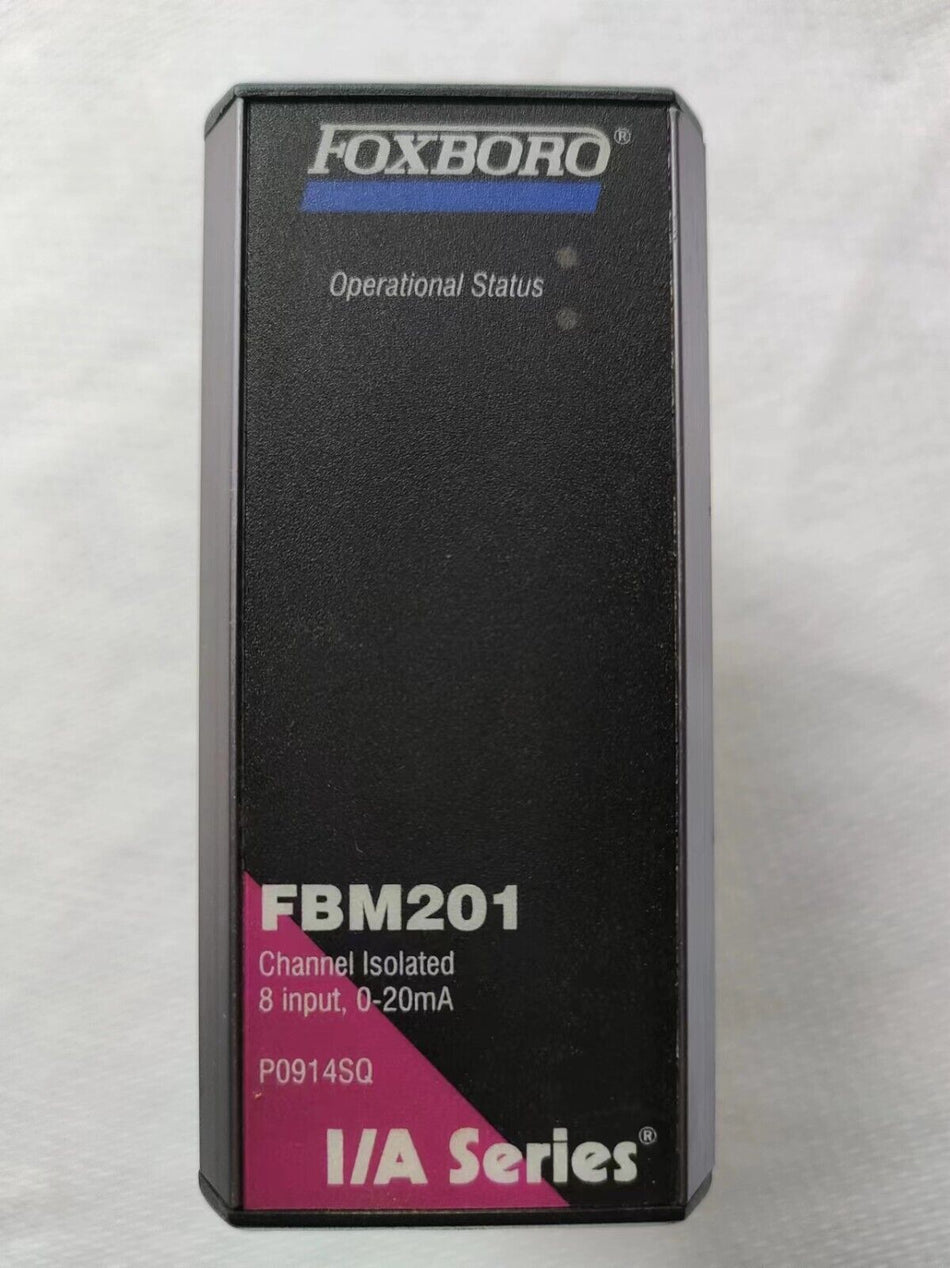 FOXBORO®
Operational Status
FBM201
Channel Isolated
8 input, 0-20mA
P0914SQ
I/A Series®